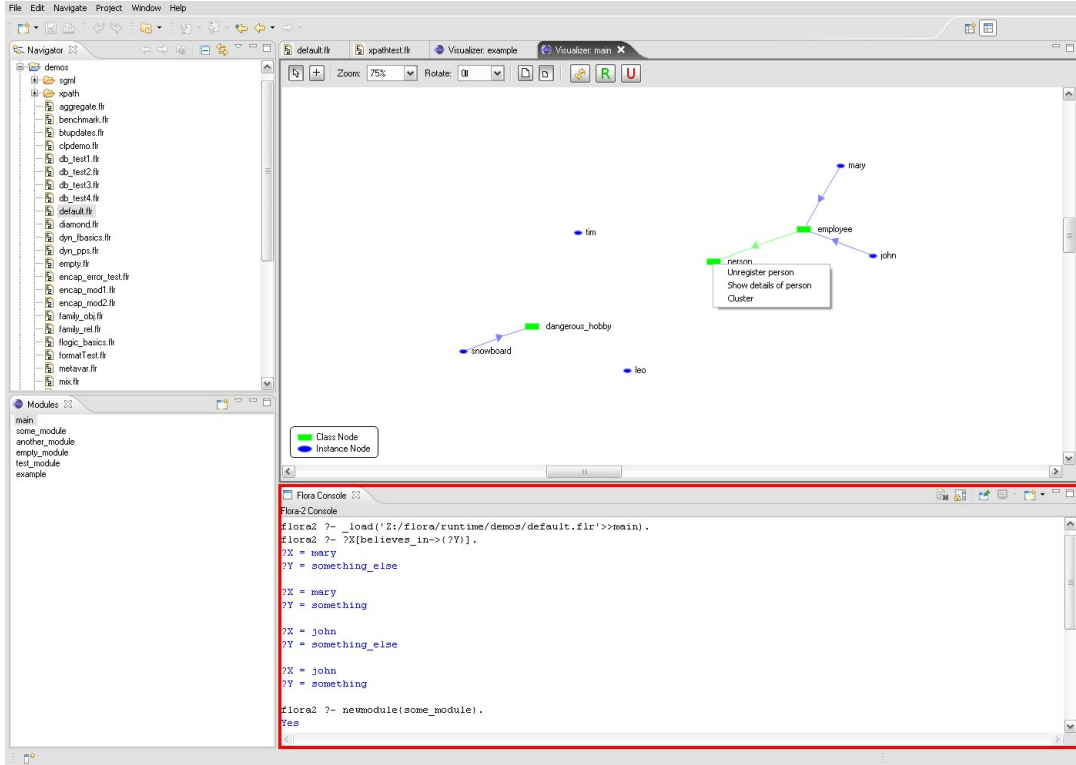 File Edit Navigate Project Window Help
Navigator
demos
sgml
xpath
aggregate.flr
benchmark.flr
btupdates.flr
clpdemo.flr
db_test1.flr
db_test2.flr
db_test3.flr
db_test4.flr
default.flr
diamond.flr
dyn_fbasics.flr
dyn_pps.flr
empty.flr
encap_error_test.flr
encap_mod1.flr
encap_mod2.flr
family_obj.flr
family_rel.flr
flogic_basics.flr
formatTest.flr
metavar.flr
mix.flr
Modules
main
some_module
another_module
empty_module
test_module
example
default.flr xpathtest.flr Visualizer: example Visualizer: main
Zoom: 75% Rotate: R U
mary
tim
employee
john
person
Unregister person
Show details of person
Cluster
dangerous_hobby
snowboard
leo
Class Node
Instance Node
Flora Console
Flora-2 Console
flora2 ?- _load('Z:/flora/runtime/demos/default.flr'>>main).
flora2 ?- ?X[believes_in->(?Y)].
?X = mary
?Y = something_else
?X = mary
?Y = something
?X = john
?Y = something_else
?X = john
?Y = something
flora2 ?- newmodule(some_module).
Yes